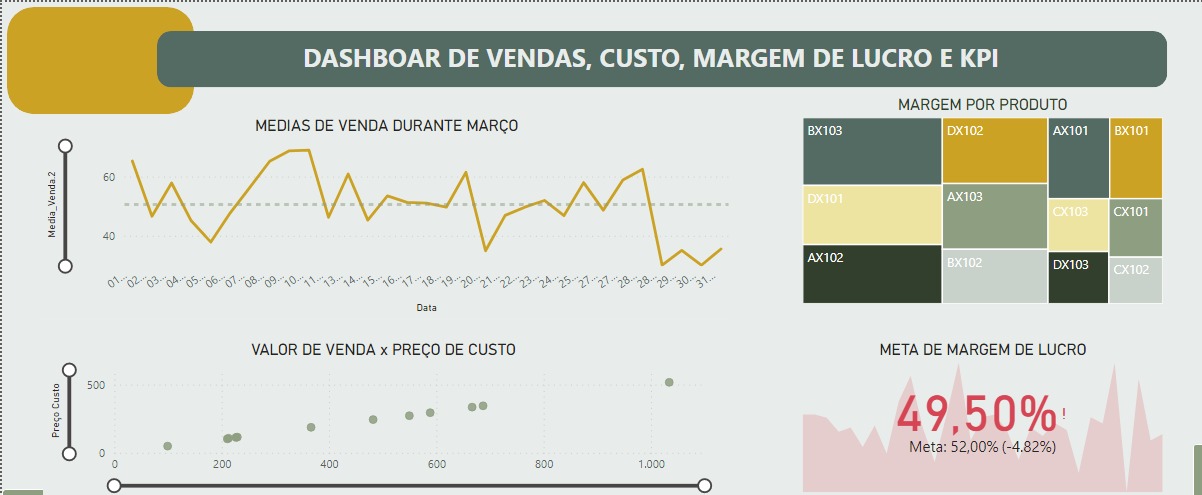 DASHBOAR DE VENDAS, CUSTO, MARGEM DE LUCRO E KPI
MEDIAS DE VENDA DURANTE MARÇO
Media_Venda.2
60
40
01... 02... 03... 04... 05... 06... 07... 08... 09... 10... 11... 13... 14... 15... 16... 17... 18... 19... 20... 21... 22... 23... 24... 25... 27... 27... 28... 28... 29... 30... 31...
Data
MARGEM POR PRODUTO
BX103
DX102
AX101
BX101
DX101
AX103
CX103
CX101
AX102
BX102
DX103
CX102
VALOR DE VENDA x PREÇO DE CUSTO
Preço Custo
500
0
0 200 400 600 800 1.000
META DE MARGEM DE LUCRO
49,50%!
Meta: 52,00% (-4.82%)